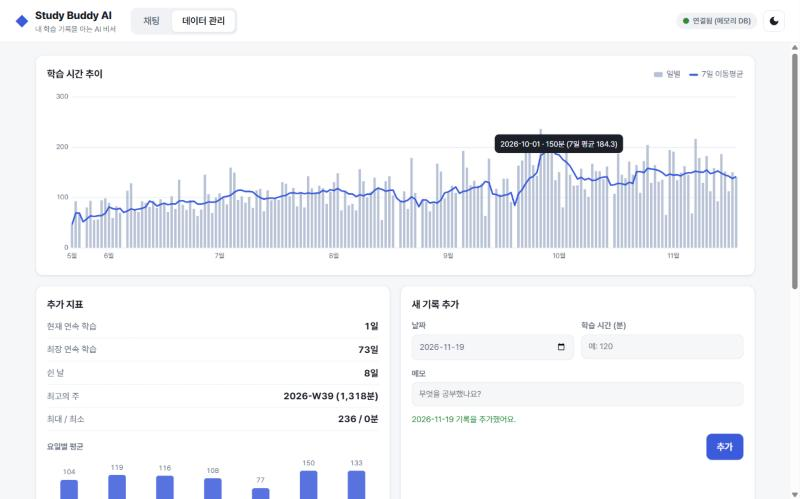 Study Buddy AI
내 학습 기록을 아는 AI 비서
채팅
데이터 관리
연결됨 (메모리 DB)
학습 시간 추이
일별
7일 이동평균
300
200
100
0
2026-10-01 · 150분 (7일 평균 184.3)
5월
6월
7월
8월
9월
10월
11월
추가 지표
현재 연속 학습
1일
최장 연속 학습
73일
쉰 날
8일
최고의 주
2026-W39 (1,318분)
최대 / 최소
236 / 0분
요일별 평균
104
119
116
108
77
150
133
새 기록 추가
날짜
학습 시간 (분)
2026-11-19
예: 120
메모
무엇을 공부했나요?
2026-11-19 기록을 추가했어요.
추가